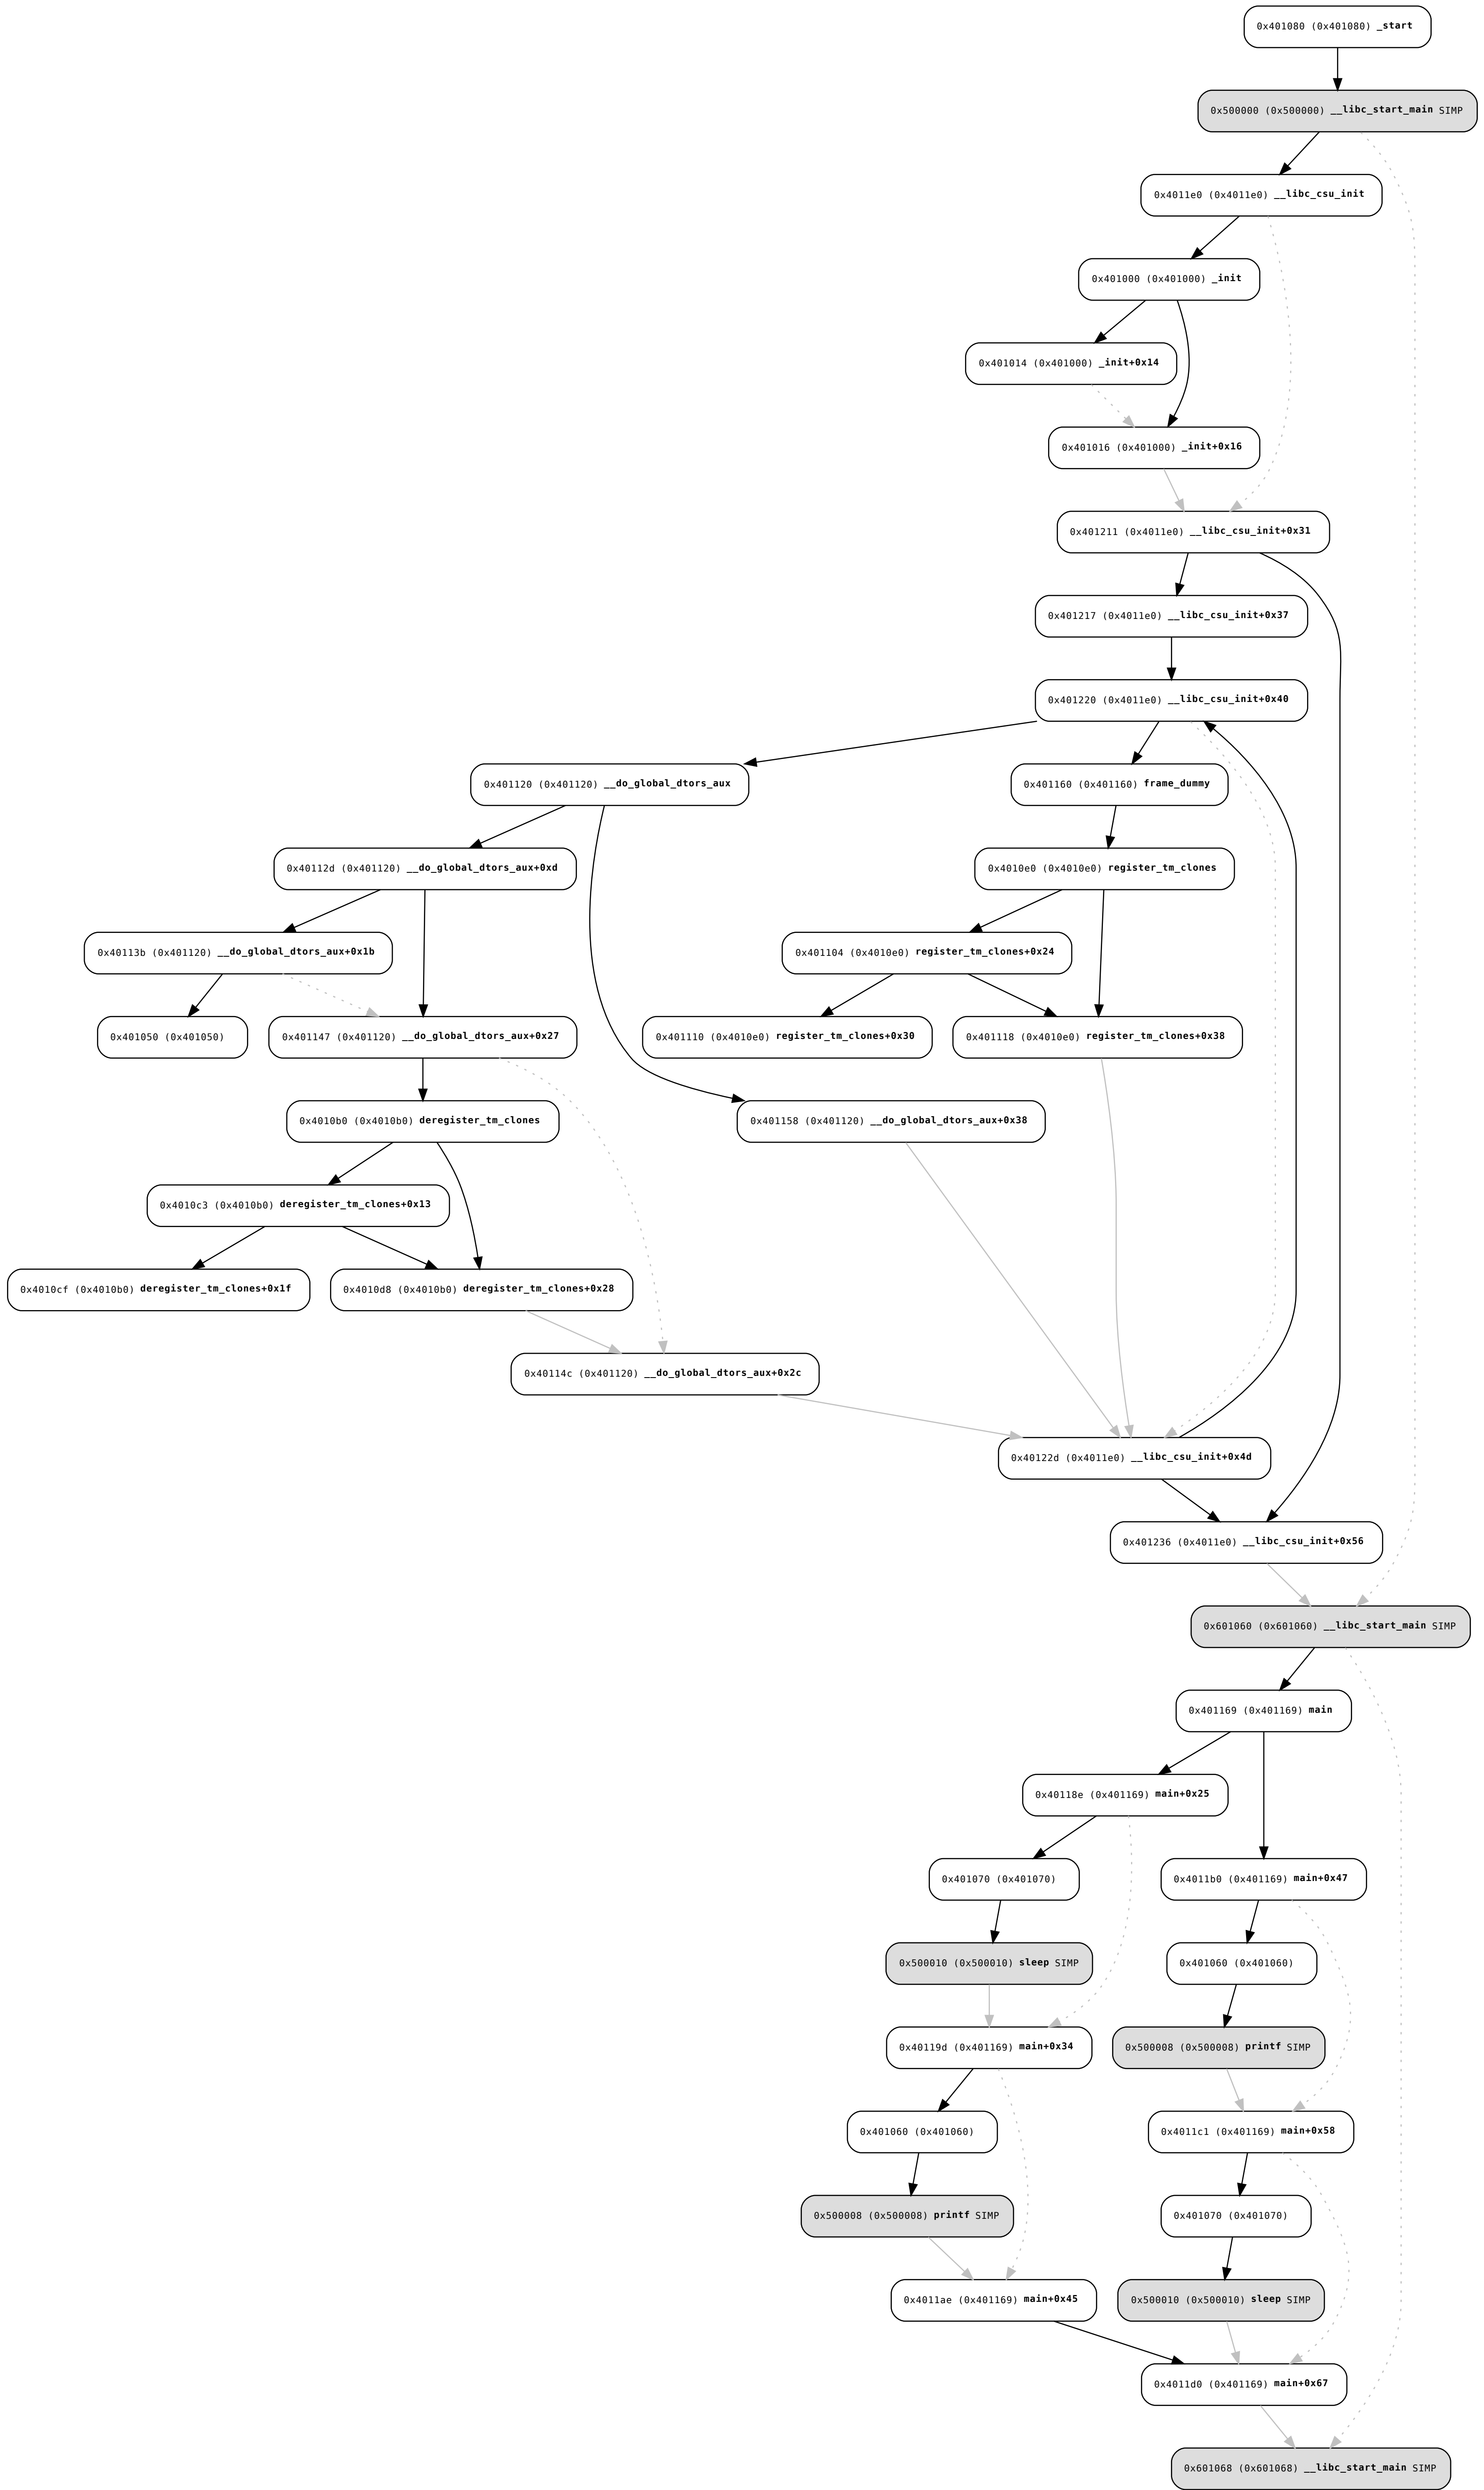 0x401080 (0x401080) _start
0x500000 (0x500000) __libc_start_main SIMP
0x4011e0 (0x4011e0) __libc_csu_init
0x401000 (0x401000) _init
0x401014 (0x401000) _init+0x14
0x401016 (0x401000) _init+0x16
0x401211 (0x4011e0) __libc_csu_init+0x31
0x401217 (0x4011e0) __libc_csu_init+0x37
0x401220 (0x4011e0) __libc_csu_init+0x40
0x401120 (0x401120) __do_global_dtors_aux
0x401160 (0x401160) frame_dummy
0x40112d (0x401120) __do_global_dtors_aux+0xd
0x4010e0 (0x4010e0) register_tm_clones
0x40113b (0x401120) __do_global_dtors_aux+0x1b
0x401104 (0x4010e0) register_tm_clones+0x24
0x401050 (0x401050)
0x401147 (0x401120) __do_global_dtors_aux+0x27
0x401110 (0x4010e0) register_tm_clones+0x30
0x401118 (0x4010e0) register_tm_clones+0x38
0x4010b0 (0x4010b0) deregister_tm_clones
0x401158 (0x401120) __do_global_dtors_aux+0x38
0x4010c3 (0x4010b0) deregister_tm_clones+0x13
0x4010cf (0x4010b0) deregister_tm_clones+0x1f
0x4010d8 (0x4010b0) deregister_tm_clones+0x28
0x40114c (0x401120) __do_global_dtors_aux+0x2c
0x40122d (0x4011e0) __libc_csu_init+0x4d
0x401236 (0x4011e0) __libc_csu_init+0x56
0x601060 (0x601060) __libc_start_main SIMP
0x401169 (0x401169) main
0x40118e (0x401169) main+0x25
0x401070 (0x401070)
0x4011b0 (0x401169) main+0x47
0x500010 (0x500010) sleep SIMP
0x401060 (0x401060)
0x40119d (0x401169) main+0x34
0x500008 (0x500008) printf SIMP
0x401060 (0x401060)
0x4011c1 (0x401169) main+0x58
0x500008 (0x500008) printf SIMP
0x401070 (0x401070)
0x4011ae (0x401169) main+0x45
0x500010 (0x500010) sleep SIMP
0x4011d0 (0x401169) main+0x67
0x601068 (0x601068) __libc_start_main SIMP